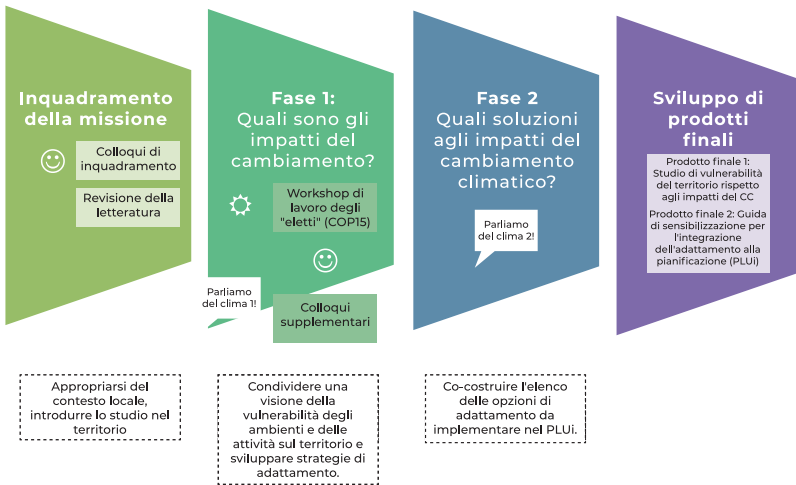 Inquadramento
della missione
Colloqui di
inquadramento
Revisione della
letteratura
Appropriarsi del
contesto locale,
introdurre lo studio nel
territorio
Fase 1:
Quali sono gli
impatti del
cambiamento?
Workshop di
lavoro degli
"eletti" (COP15)
Parliamo
del clima 1!
Colloqui
supplementari
Condividere una
visione della
vulnerabilità degli
ambienti e delle
attività sul territorio e
sviluppare strategie di
adattamento.
Fase 2
Quali soluzioni
agli impatti del
cambiamento
climatico?
Parliamo
del clima 2!
Co-costruire l'elenco
delle opzioni di
adattamento da
implementare nel PLUi.
Sviluppo di
prodotti
finali
Prodotto finale 1:
Studio di vulnerabilità
del territorio rispetto
agli impatti del CC
Prodotto finale 2: Guida
di sensibilizzazione per
l'integrazione
dell'adattamento alla
pianificazione (PLUi)